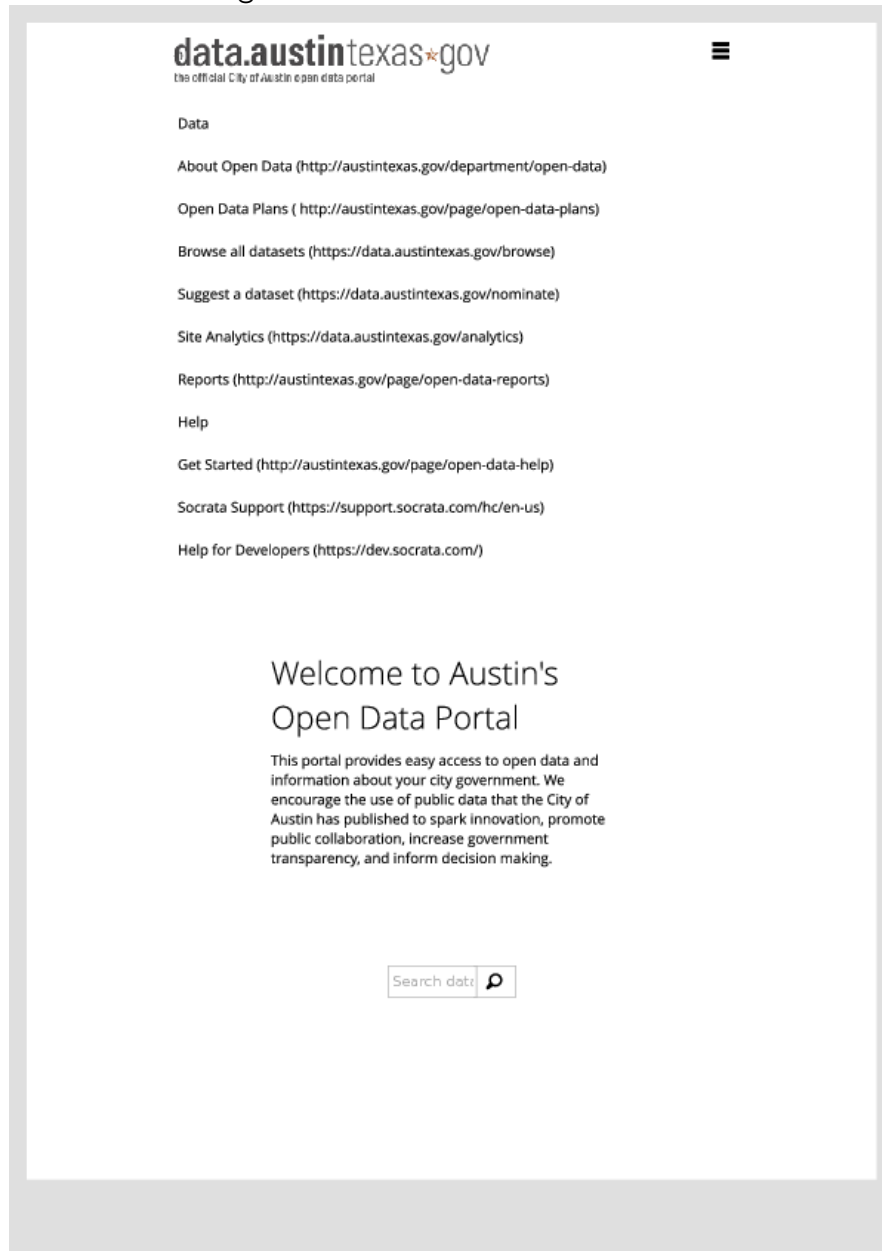 data.austintexas gov
the official City of Austin open data portal
Data
About Open Data (http://austintexas.gov/department/open-data)
Open Data Plans ( http://austintexas.gov/page/open-data-plans)
Browse all datasets (https://data.austintexas.gov/browse)
Suggest a dataset (https://data.austintexas.gov/nominate)
Site Analytics (https://data.austintexas.gov/analytics)
Reports (http://austintexas.gov/page/open-data-reports)
Help
Get Started (http://austintexas.gov/page/open-data-help)
Socrata Support (https://support.socrata.com/hc/en-us)
Help for Developers (https://dev.socrata.com/)
Welcome to Austin's
Open Data Portal
This portal provides easy access to open data and
information about your city government. We
encourage the use of public data that the City of
Austin has published to spark innovation, promote
public collaboration, increase government
transparency, and inform decision making.
Search dat